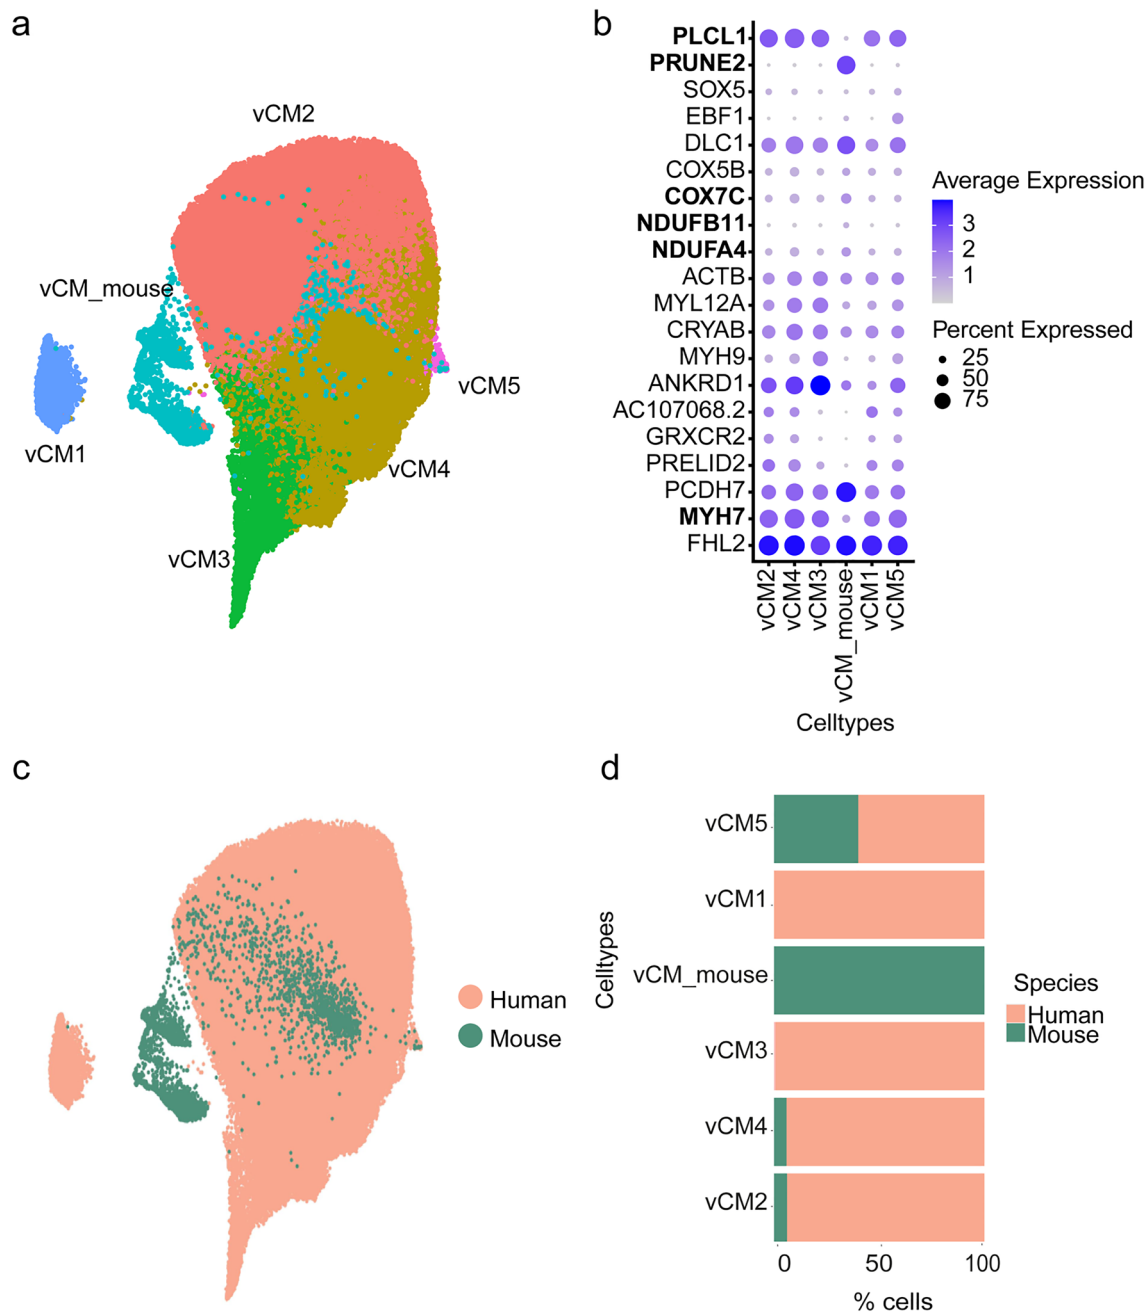 a
vCM2
vCM_mouse
vCM1
vCM5
vCM4
vCM3
b
PLCL1
PRUNE2
SOX5
EBF1
DLC1
COX5B
COX7C
NDUFB11
NDUFA4
ACTB
MYL12A
CRYAB
MYH9
ANKRD1
AC107068.2
GRXCR2
PRELID2
PCDH7
MYH7
FHL2
vCM2
vCM4
vCM3
vCM_mouse
vCM1
vCM5
Celltypes
Average Expression
3
2
1
Percent Expressed
25
50
75
c
Human
Mouse
d
Celltypes
vCM5
vCM1
vCM_mouse
vCM3
vCM4
vCM2
0 50 100
% cells
Species
Human
Mouse